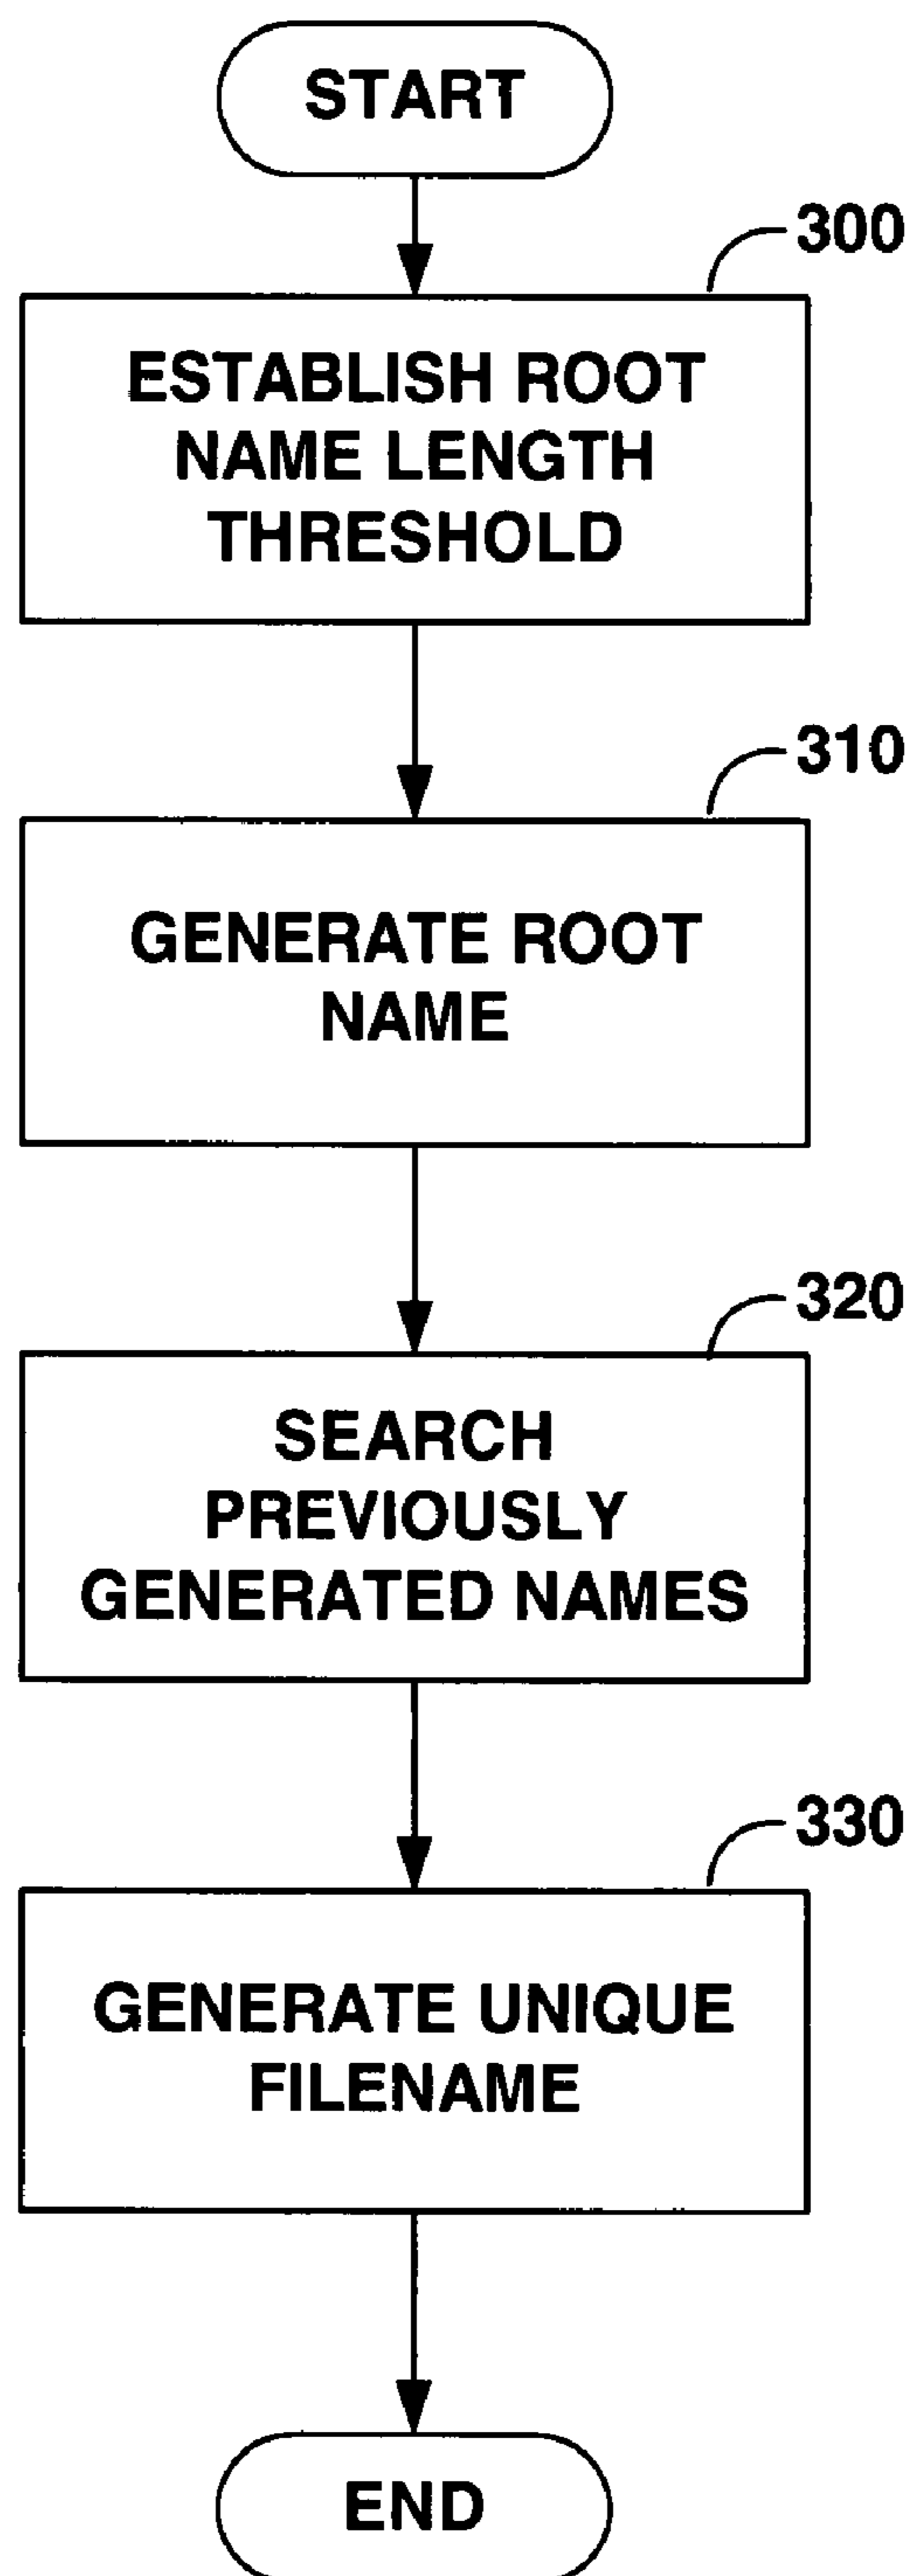 START
300
ESTABLISH ROOT
NAME LENGTH
THRESHOLD
310
GENERATE ROOT
NAME
320
SEARCH
PREVIOUSLY
GENERATED NAMES
330
GENERATE UNIQUE
FILENAME
END